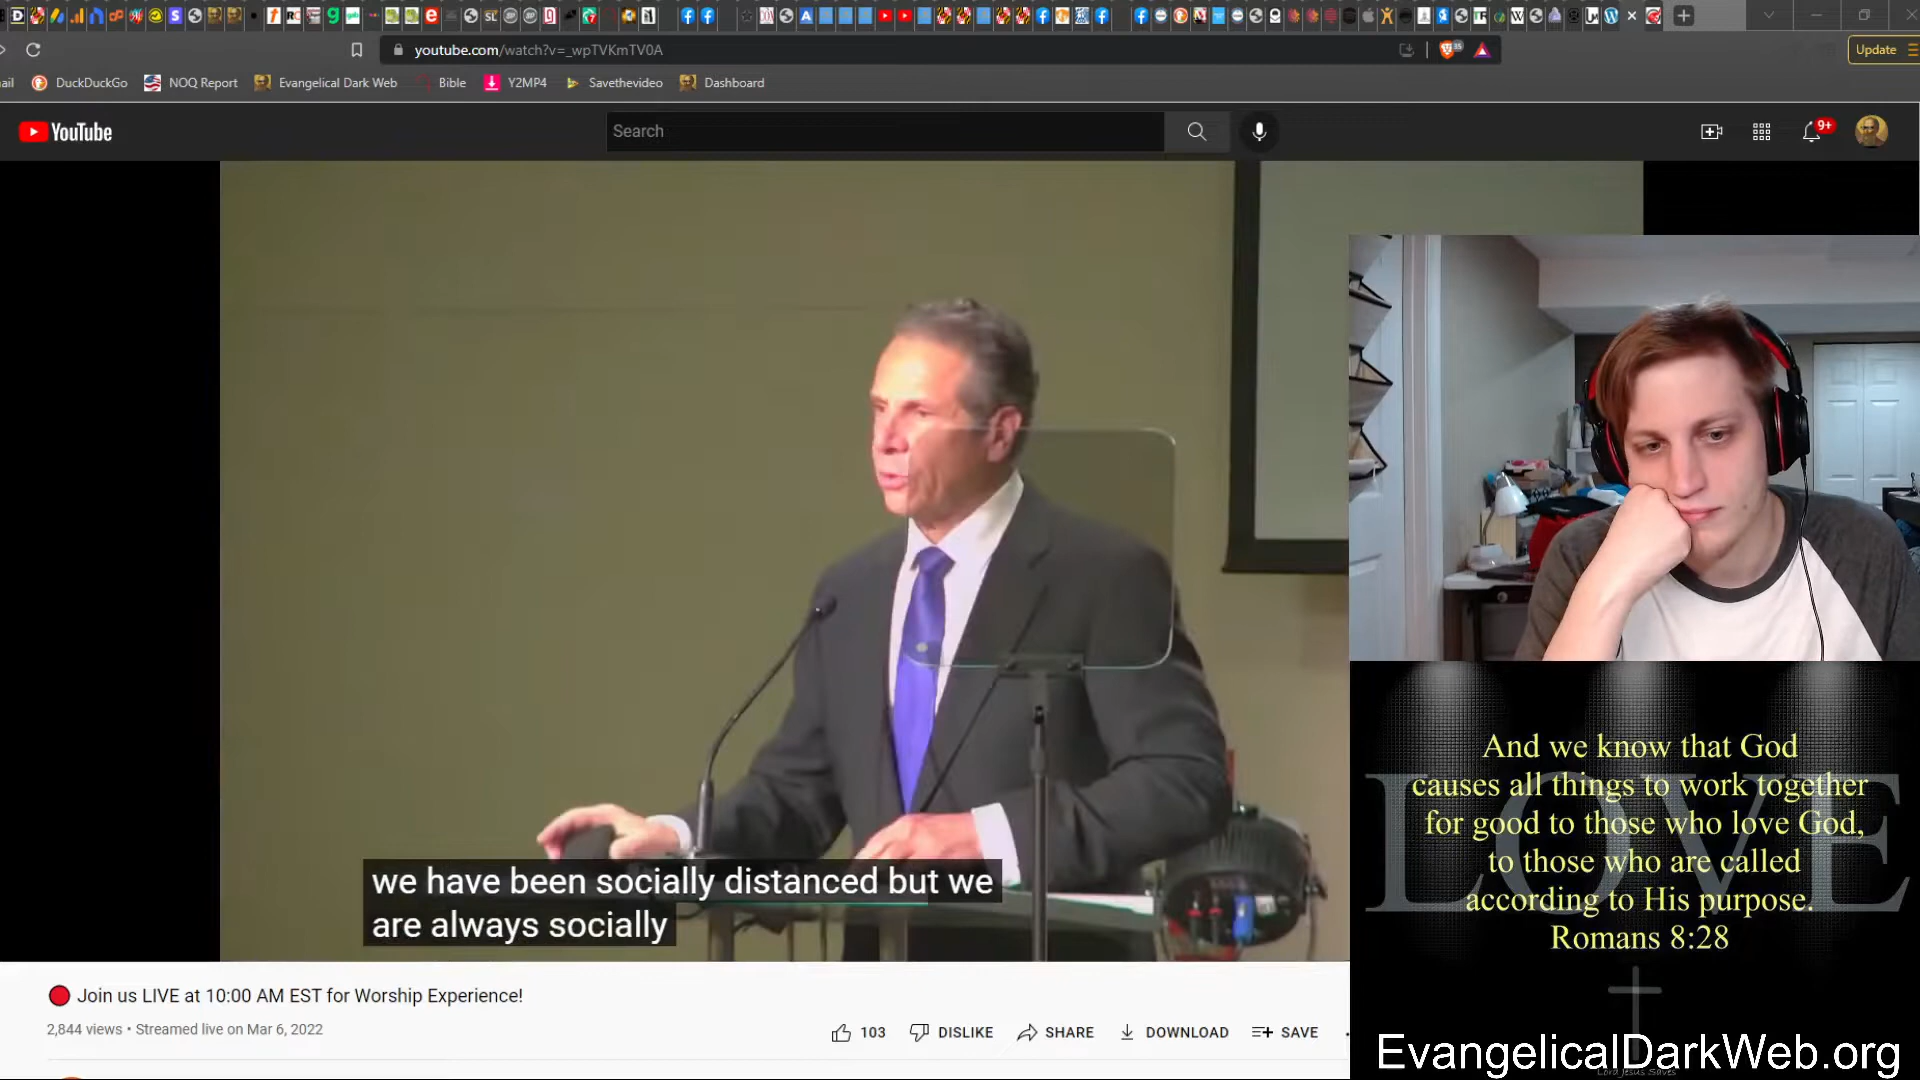 youtube.com/watch?v=_wpTVKmTV0A
Update
ail
DuckDuckGo
NOQ Report
Evangelical Dark Web
Bible
Y2MP4
Savethevideo
Dashboard
YouTube
Search
9+
we have been socially distanced but we
are always socially
And we know that God
causes all things to work together
for good to those who love God,
to those who are called
according to His purpose.
Romans 8:28
LOVE
Join us LIVE at 10:00 AM EST for Worship Experience!
2,844 views • Streamed live on Mar 6, 2022
103
DISLIKE
SHARE
DOWNLOAD
SAVE
EvangelicalDarkWeb.org
Lord Jesus Saves